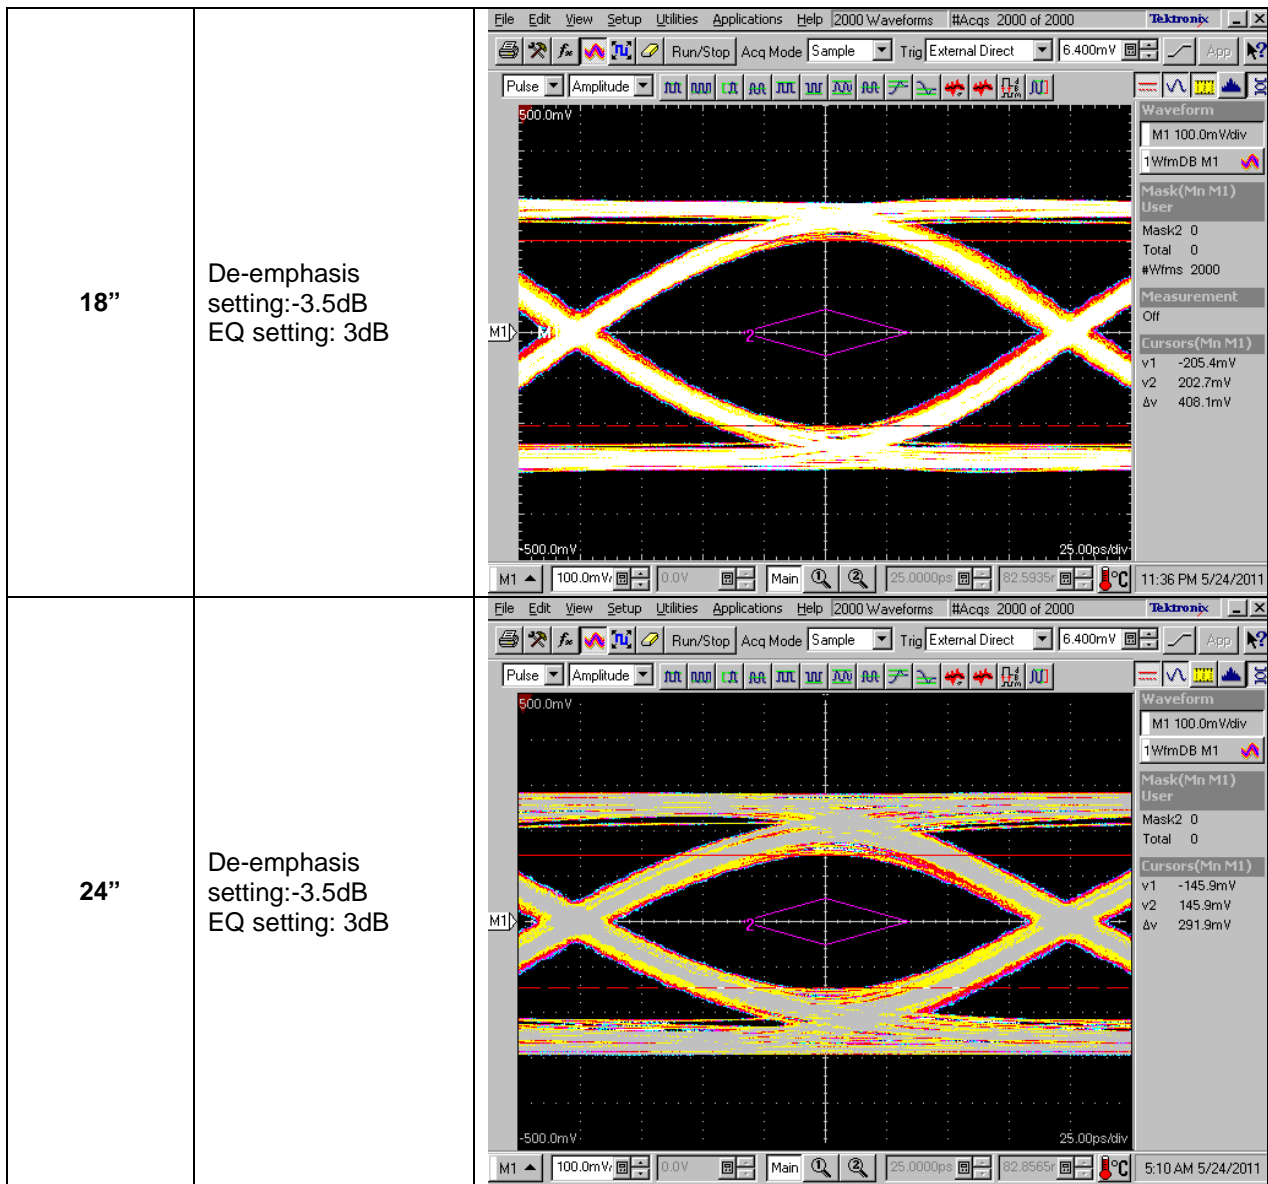 18”
De-emphasis
setting:-3.5dB
EQ setting: 3dB
File Edit View Setup Utilities Applications Help 2000 Waveforms #Acqs 2000 of 2000 Tektronix
Run/Stop Acq Mode Sample Trig External Direct 6.400mV App
Pulse Amplitude
500.0mV
Waveform
M1 100.0mV/div
1WfmDB M1
Mask(Mn M1)
User
Mask2 0
Total 0
#Wfms 2000
Measurement
Off
Cursors(Mn M1)
v1 -205.4mV
v2 202.7mV
Δv 408.1mV
M1
2
-500.0mV 25.00ps/div
M1 100.0mV/ 0.0V Main 1 2 25.0000ps 82.5935r °C 11:36 PM 5/24/2011
24”
De-emphasis
setting:-3.5dB
EQ setting: 3dB
File Edit View Setup Utilities Applications Help 2000 Waveforms #Acqs 2000 of 2000 Tektronix
Run/Stop Acq Mode Sample Trig External Direct 6.400mV App
Pulse Amplitude
500.0mV
Waveform
M1 100.0mV/div
1WfmDB M1
Mask(Mn M1)
User
Mask2 0
Total 0
Cursors(Mn M1)
v1 -145.9mV
v2 145.9mV
Δv 291.9mV
M1
2
-500.0mV 25.00ps/div
M1 100.0mV/ 0.0V Main 1 2 25.0000ps 82.8565r °C 5:10 AM 5/24/2011